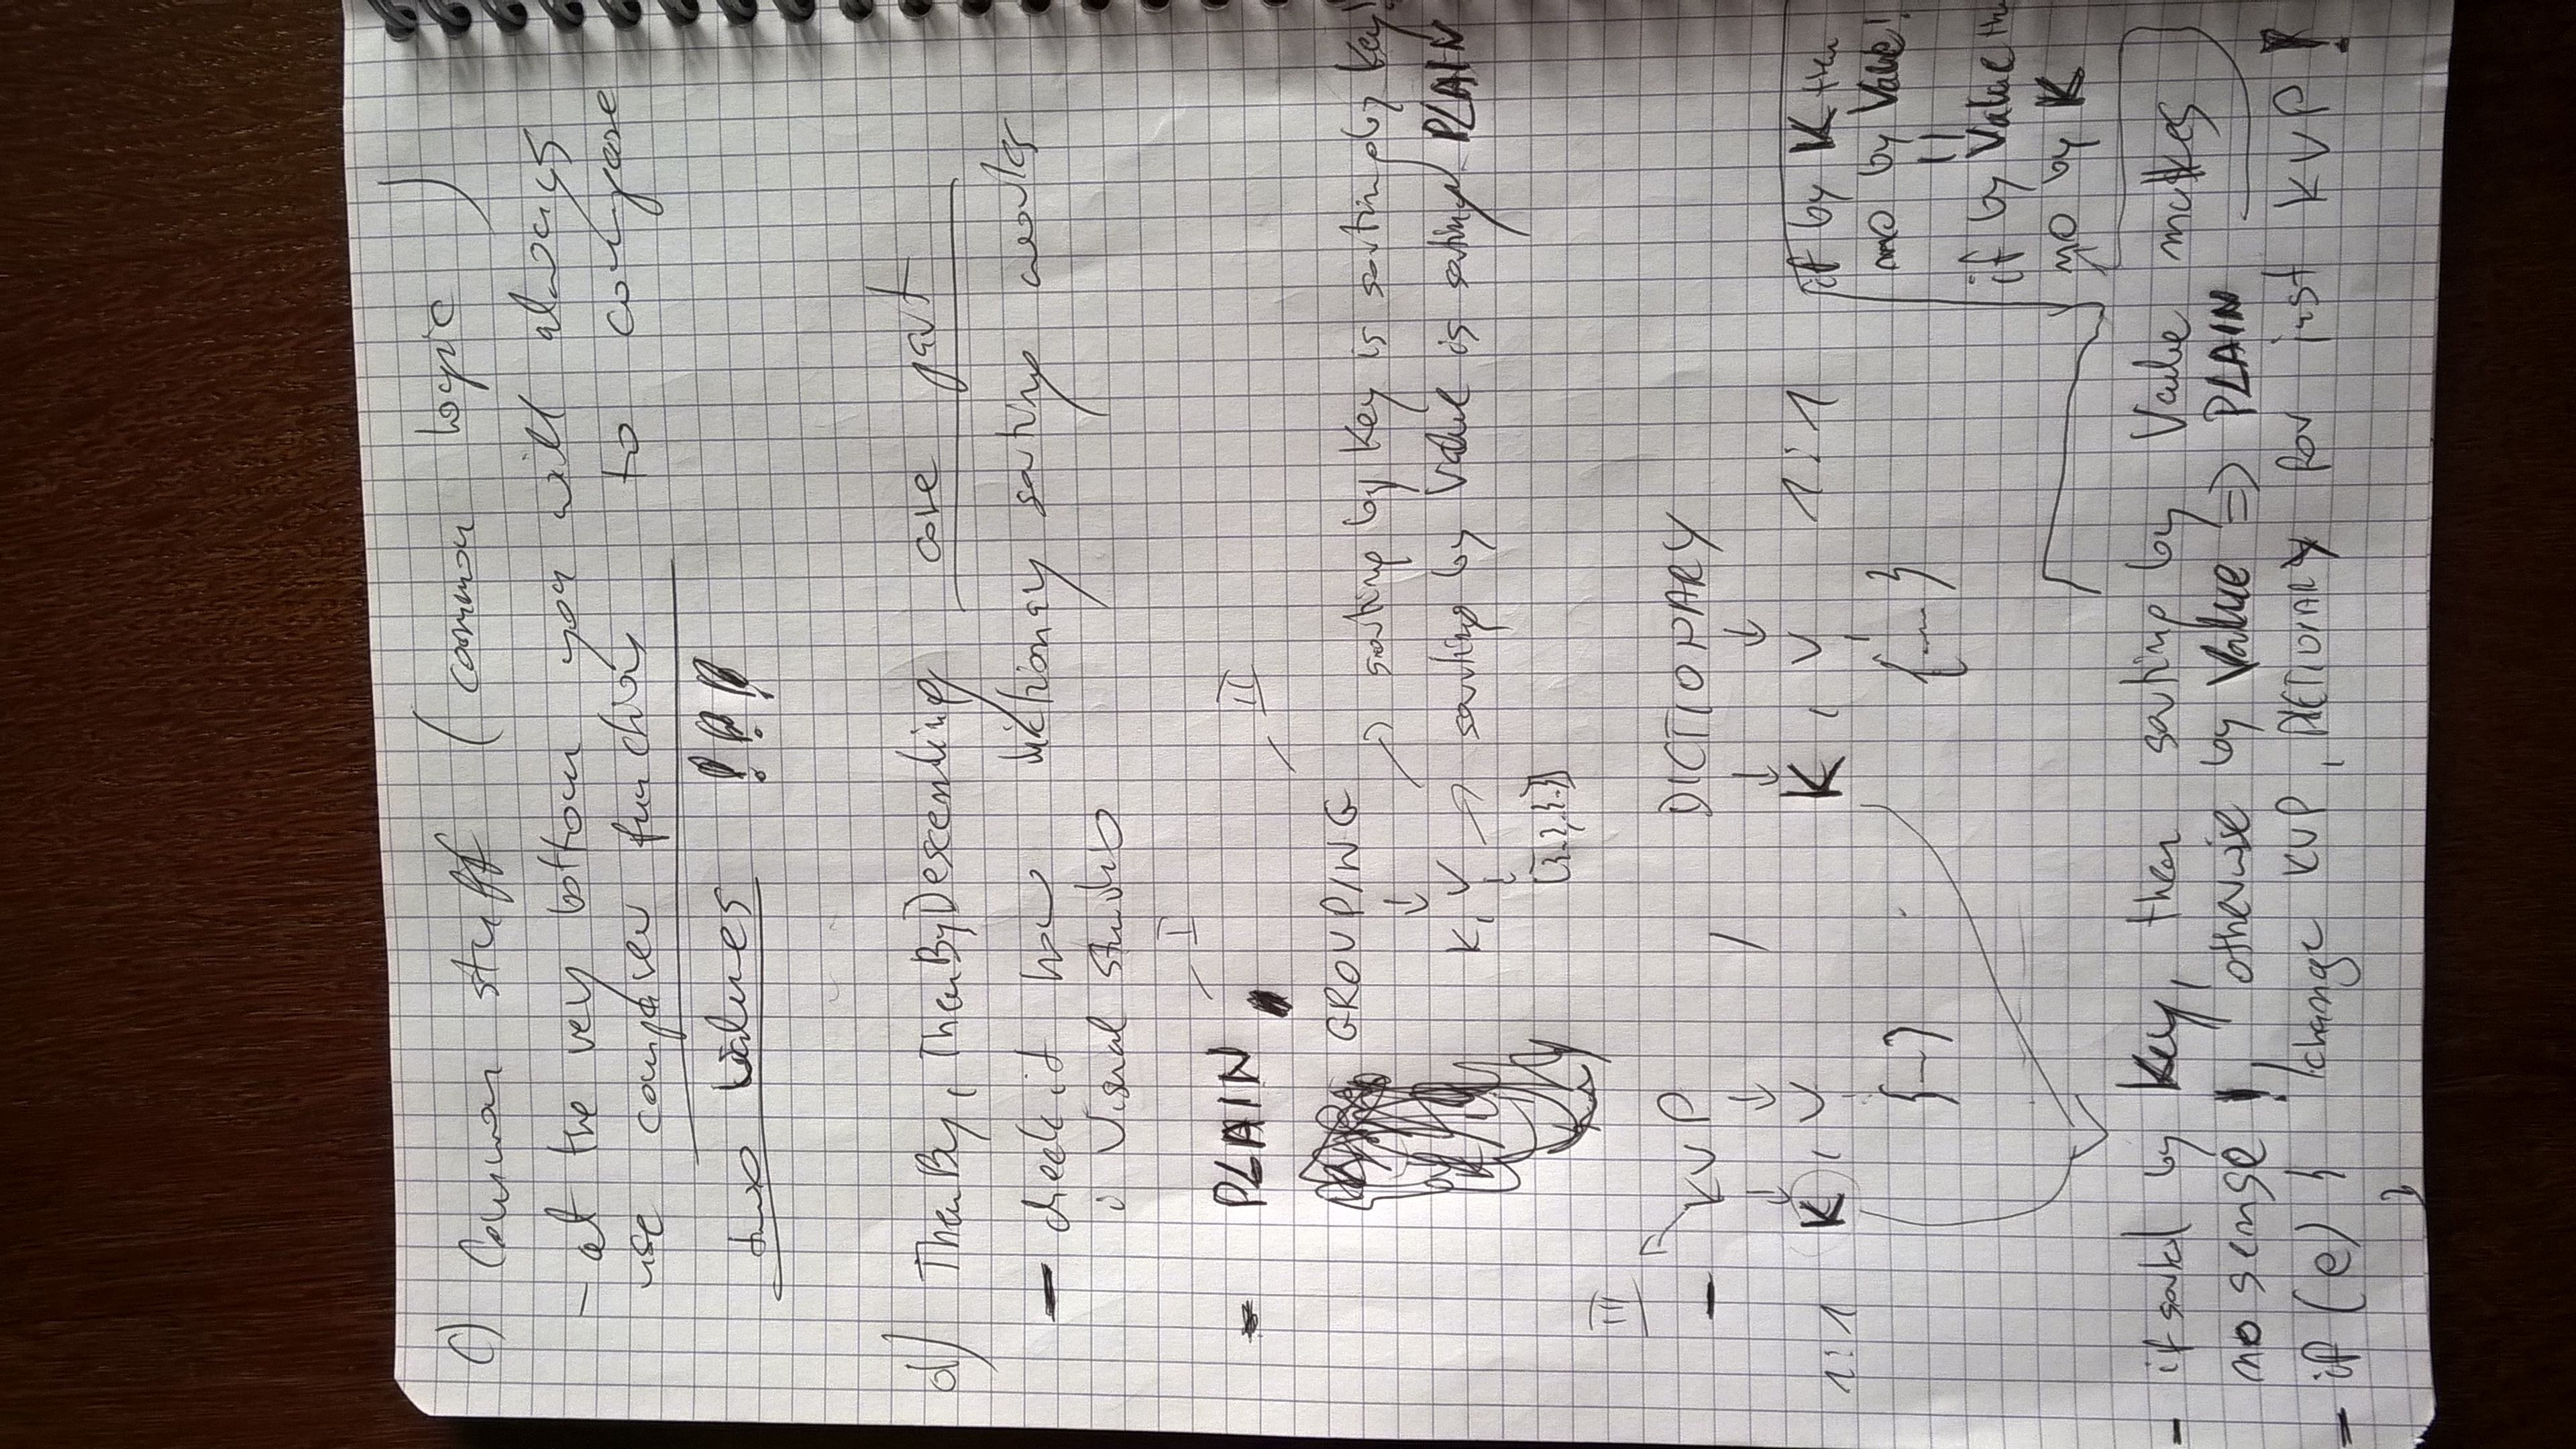 c) Common stuff (common logic)
- at the very bottom you will always
use comparer function to compare
two values !!!
d) ThenBy, ThenByDescending core part
- check it how dictionary sorting works
i Visual Studio
I
- PLAIN
II
GROUPING
→ sorting by Key is sorting by Key!
K, V → sorting by Value is sorting PLAIN
[{..},{..}]
III
- KVP , DICTIONARY
1:1 K, V K, V 1:1
{...} {...}
if by K then
no by Value!
if by Value then
no by K
- if sorted by Key, then sorting by Value makes
no sense!, otherwise by Value => PLAIN
- if (e) { /change KVP, DICTIONARY for just KVP!
}